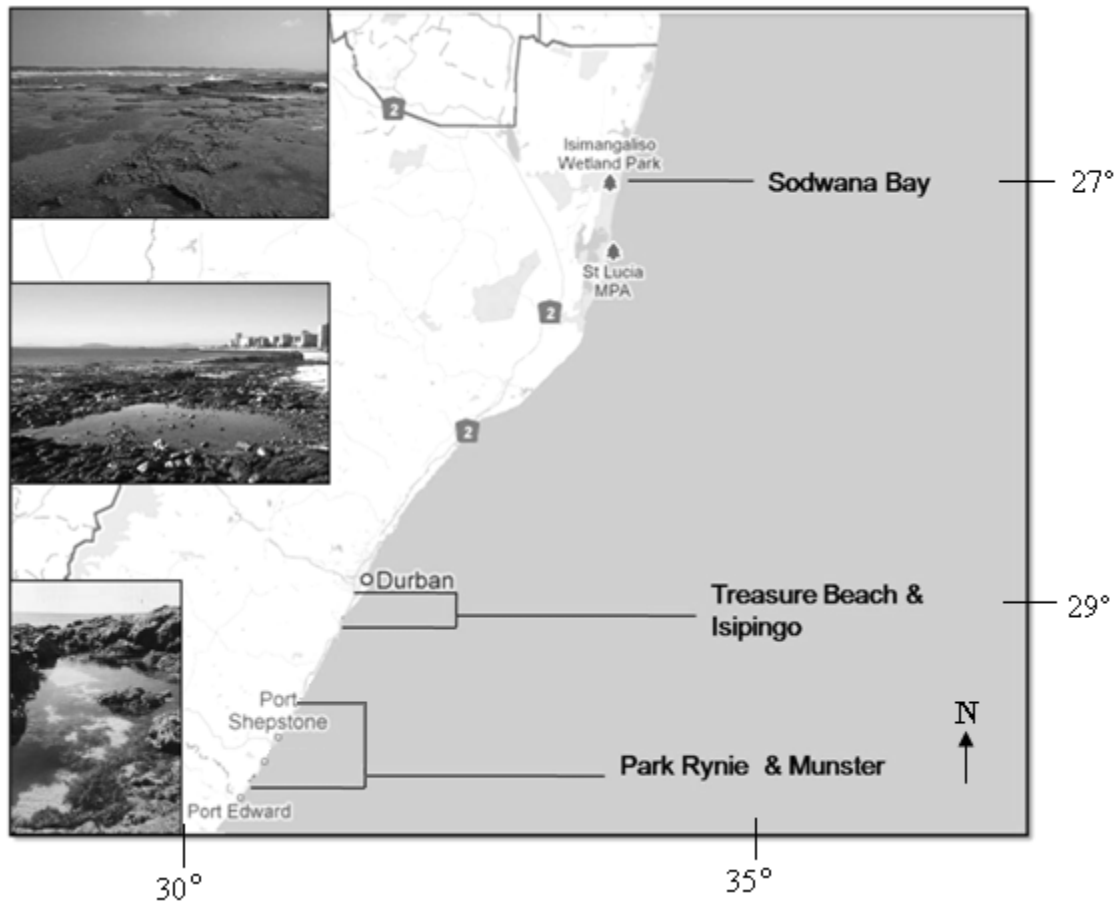 2
Isimangaliso
Wetland Park
Sodwana Bay
27°
St Lucia
MPA
2
2
Durban
Treasure Beach &
Isipingo
29°
Port
Shepstone
N
Park Rynie & Munster
Port Edward
30°
35°